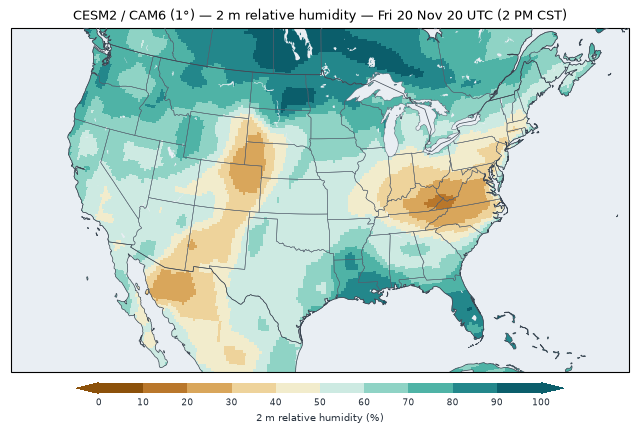 CESM2 / CAM6 (1°) — 2 m relative humidity — Fri 20 Nov 20 UTC (2 PM CST)
0 10 20 30 40 50 60 70 80 90 100
2 m relative humidity (%)